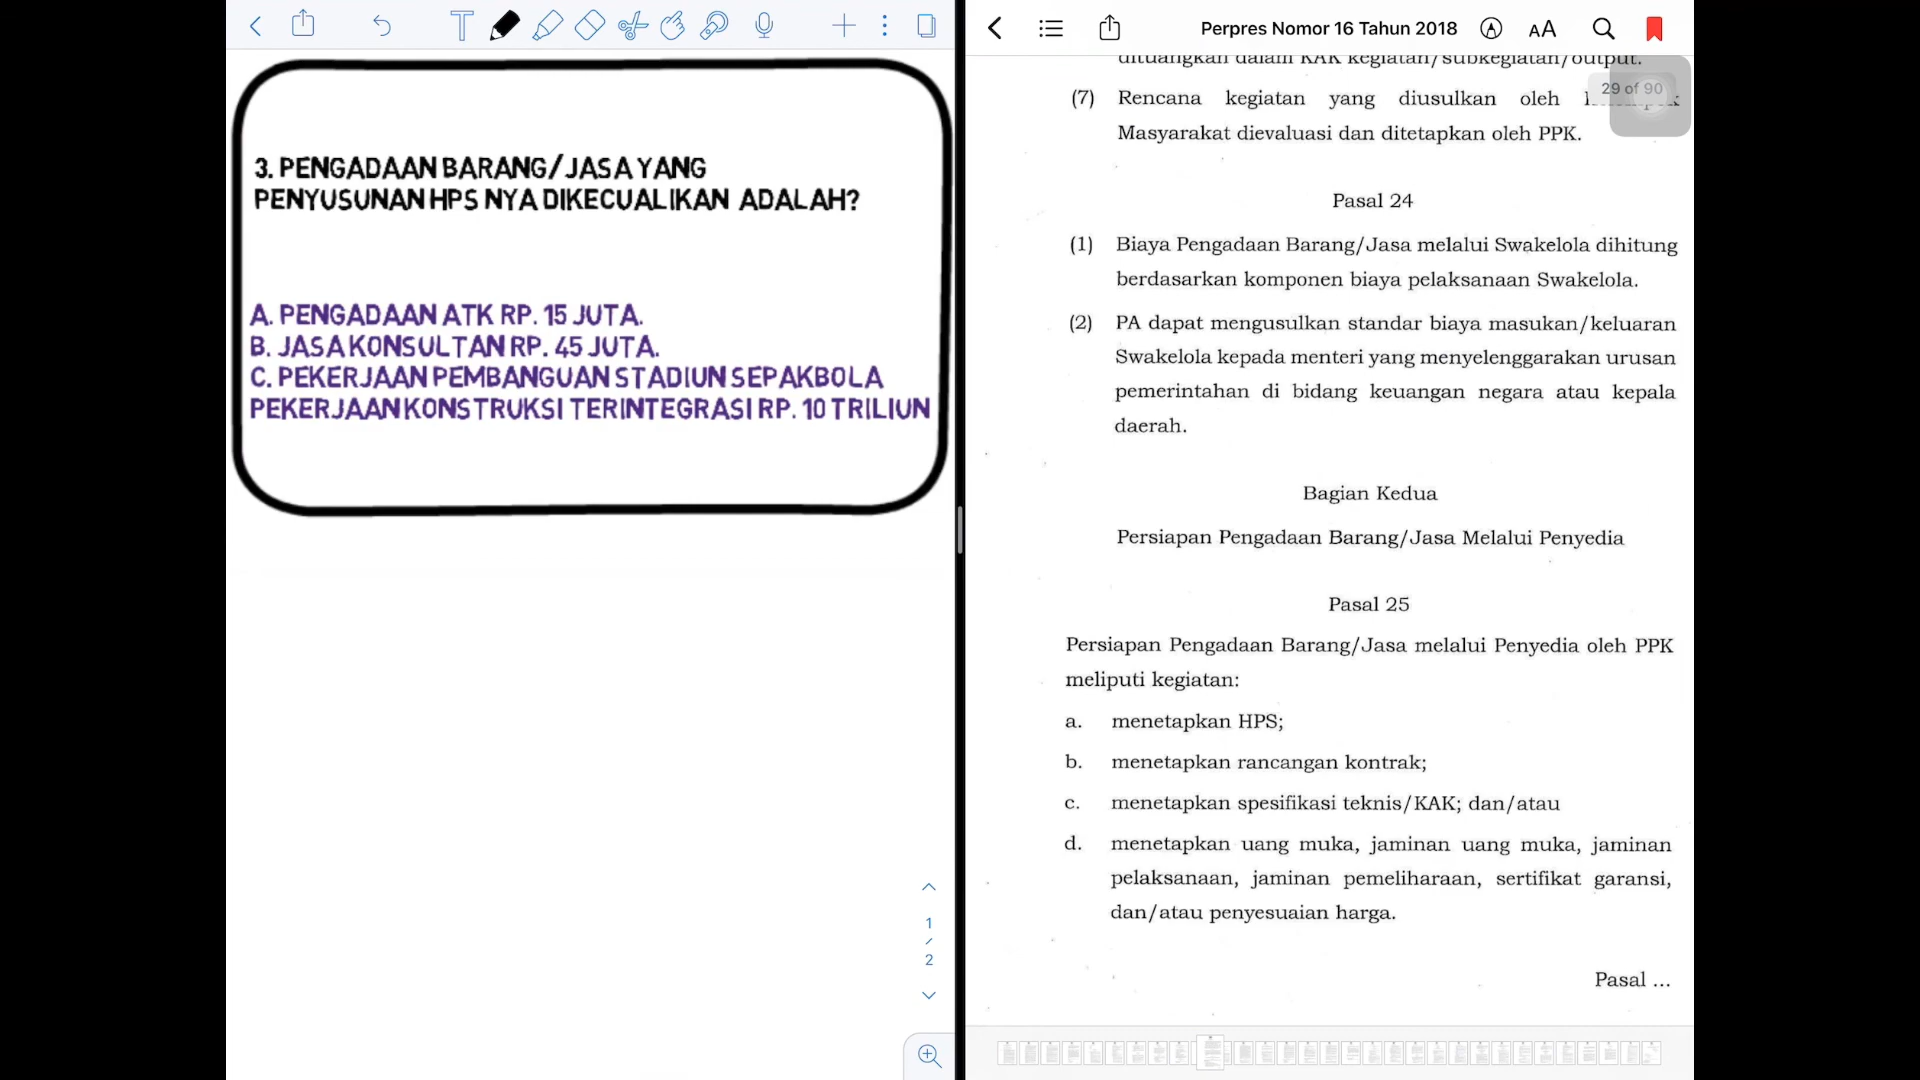 3. PENGADAAN BARANG/JASA YANG
PENYUSUNAN HPS NYA DIKECUALIKAN ADALAH?
A. PENGADAAN ATK RP. 15 JUTA.
B. JASA KONSULTAN RP. 45 JUTA.
C. PEKERJAAN PEMBANGUAN STADIUN SEPAKBOLA
PEKERJAAN KONSTRUKSI TERINTEGRASI RP. 10 TRILIUN
1
/
2
Perpres Nomor 16 Tahun 2018
AA
dituangkan dalam KAK kegiatan/subkegiatan/output.
29 of 90
(7) Rencana kegiatan yang diusulkan oleh
Masyarakat dievaluasi dan ditetapkan oleh PPK.
Pasal 24
(1) Biaya Pengadaan Barang/Jasa melalui Swakelola dihitung
berdasarkan komponen biaya pelaksanaan Swakelola.
(2) PA dapat mengusulkan standar biaya masukan/keluaran
Swakelola kepada menteri yang menyelenggarakan urusan
pemerintahan di bidang keuangan negara atau kepala
daerah.
Bagian Kedua
Persiapan Pengadaan Barang/Jasa Melalui Penyedia
Pasal 25
Persiapan Pengadaan Barang/Jasa melalui Penyedia oleh PPK
meliputi kegiatan:
a. menetapkan HPS;
b. menetapkan rancangan kontrak;
c. menetapkan spesifikasi teknis/KAK; dan/atau
d. menetapkan uang muka, jaminan uang muka, jaminan
pelaksanaan, jaminan pemeliharaan, sertifikat garansi,
dan/atau penyesuaian harga.
Pasal ...